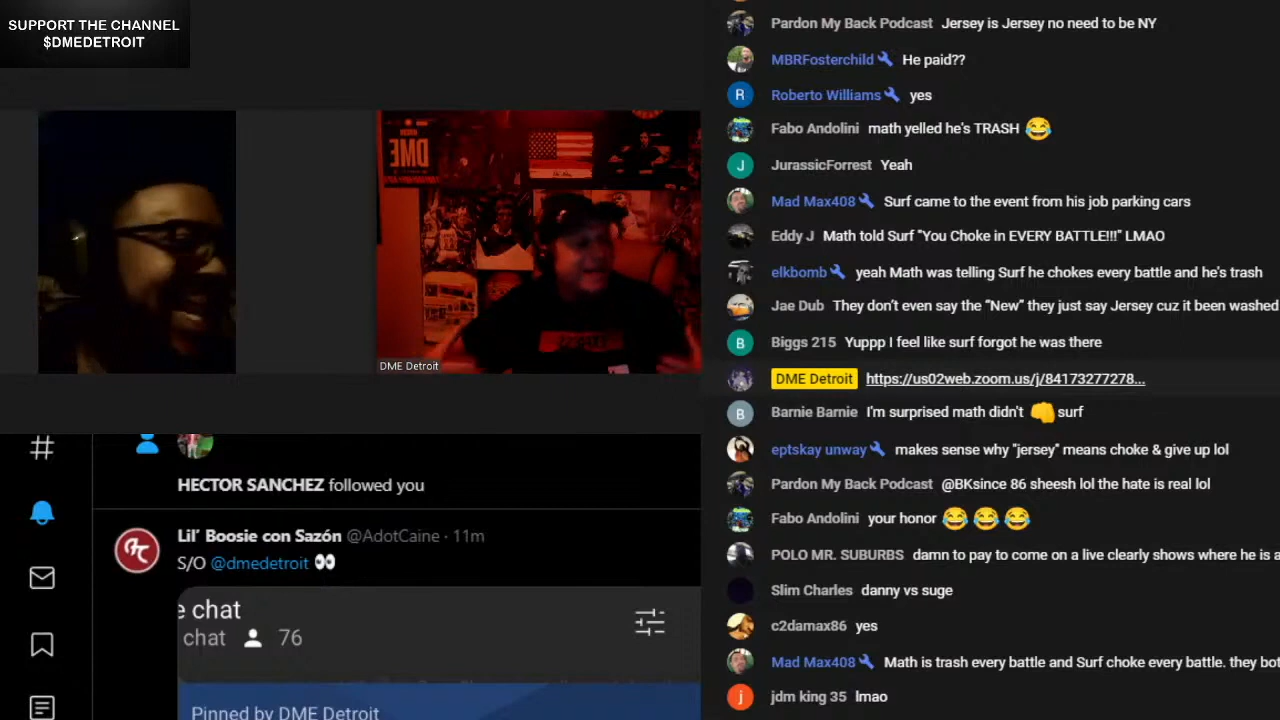 SUPPORT THE CHANNEL
$DMEDETROIT
DME
DME Detroit
HECTOR SANCHEZ followed you
Lil' Boosie con Sazón @AdotCaine · 11m
S/O @dmedetroit 👀
e chat
chat 76
Pinned by DME Detroit
Pardon My Back Podcast Jersey is Jersey no need to be NY
MBRFosterchild He paid??
R
Roberto Williams yes
Fabo Andolini math yelled he's TRASH 😂
J
JurassicForrest Yeah
Mad Max408 Surf came to the event from his job parking cars
Eddy J Math told Surf "You Choke in EVERY BATTLE!!!" LMAO
elkbomb yeah Math was telling Surf he chokes every battle and he's trash
Jae Dub They don't even say the “New” they just say Jersey cuz it been washed
B
Biggs 215 Yuppp I feel like surf forgot he was there
DME Detroit https://us02web.zoom.us/j/84173277278...
B
Barnie Barnie I'm surprised math didn't 👊 surf
eptskay unway makes sense why "jersey" means choke & give up lol
Pardon My Back Podcast @BKsince 86 sheesh lol the hate is real lol
Fabo Andolini your honor 😂 😂 😂
POLO MR. SUBURBS damn to pay to come on a live clearly shows where he is a
Slim Charles danny vs suge
c2damax86 yes
Mad Max408 Math is trash every battle and Surf choke every battle. they bot
j
jdm king 35 lmao